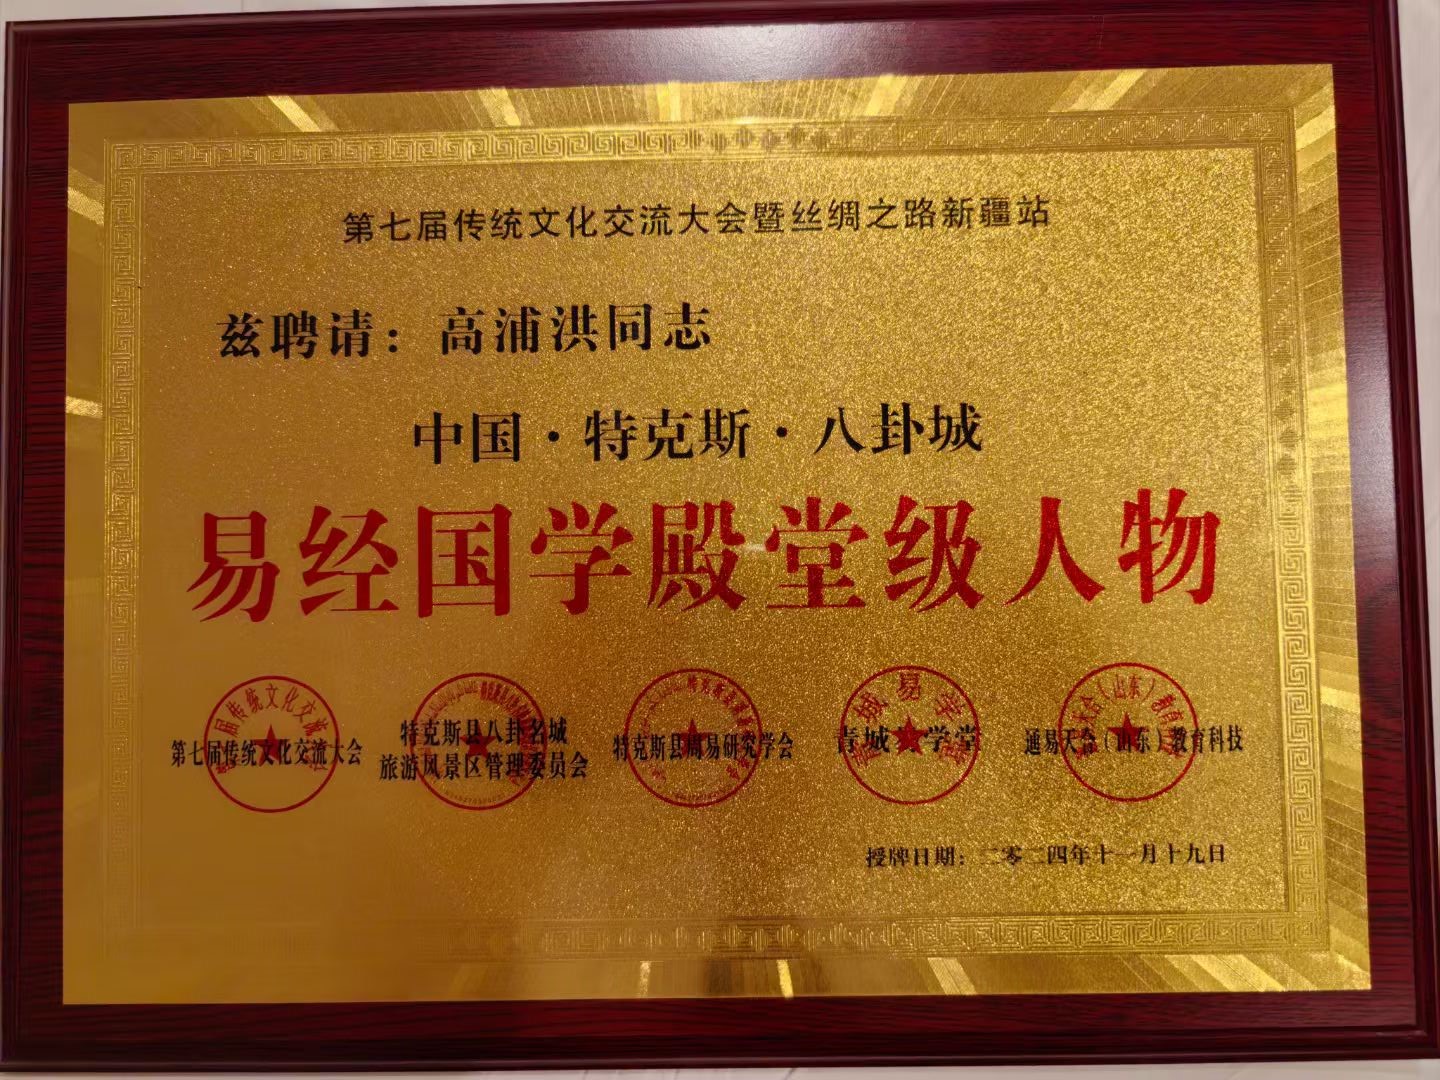 第七届传统文化交流大会暨丝绸之路新疆站
兹聘请：高浦洪同志
中国·特克斯·八卦城
易经国学殿堂级人物
第七届传统文化交流大会
特克斯县八卦名城
旅游风景区管理委员会
特克斯县周易研究学会
青城 学堂
通易天合（山东）教育科技
授牌日期：二零二四年十一月十九日